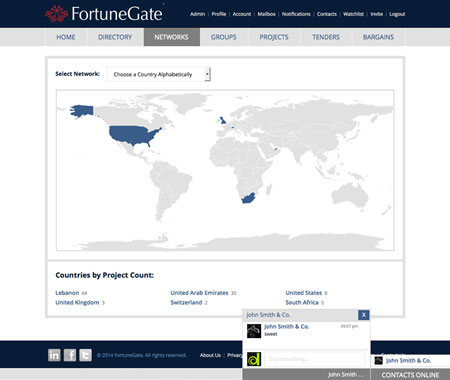 FortuneGate
Admin | Profile | Account | Mailbox | Notifications | Contacts | Watchlist | Invite | Logout
HOME DIRECTORY NETWORKS GROUPS PROJECTS TENDERS BARGAINS
Select Network: Choose a Country Alphabetically
Countries by Project Count:
Lebanon 44 United Arab Emirates 30 United States 8
United Kingdom 3 Switzerland 2 South Africa 0
John Smith & Co. X
John Smith & Co. 09:07 pm
sweet
Say something...
© 2014 FortuneGate. All rights reserved. About Us | Privacy
John Smith & Co.
John Smith ... CONTACTS ONLINE